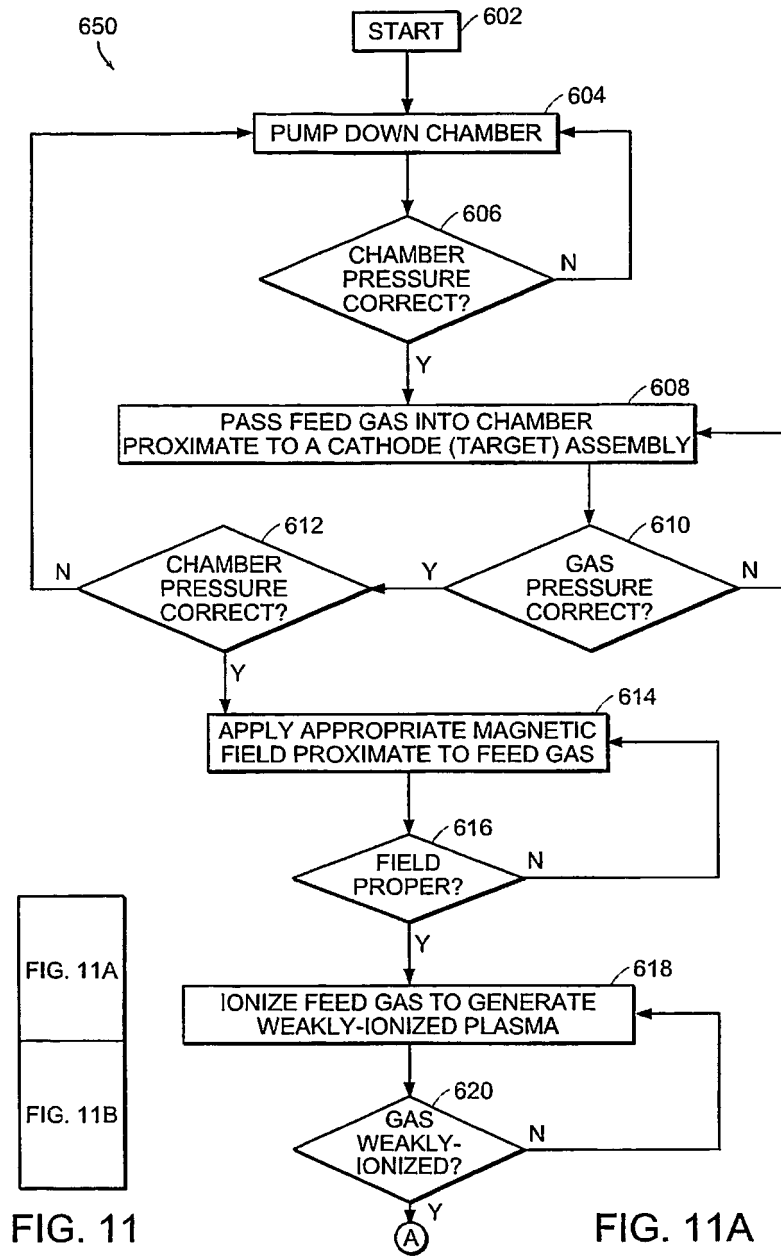 650
START
602
604
PUMP DOWN CHAMBER
606
CHAMBER
PRESSURE
CORRECT?
N
Y
608
PASS FEED GAS INTO CHAMBER
PROXIMATE TO A CATHODE (TARGET) ASSEMBLY
612
610
CHAMBER
PRESSURE
CORRECT?
N
Y
GAS
PRESSURE
CORRECT?
Y
N
614
APPLY APPROPRIATE MAGNETIC
FIELD PROXIMATE TO FEED GAS
616
FIELD
PROPER?
N
Y
618
IONIZE FEED GAS TO GENERATE
WEAKLY-IONIZED PLASMA
620
GAS
WEAKLY-
IONIZED?
N
Y
A
FIG. 11A
FIG. 11B
FIG. 11
FIG. 11A